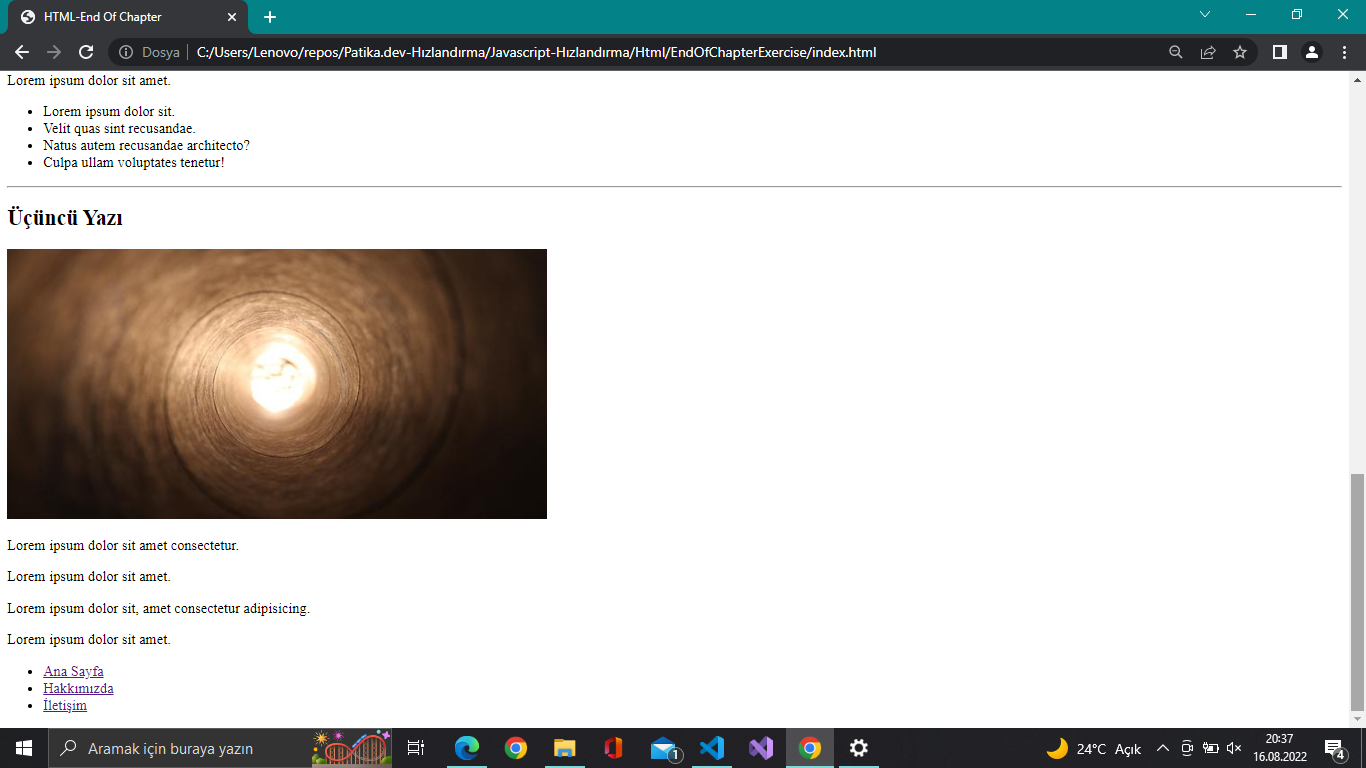 HTML-End Of Chapter
Dosya C:/Users/Lenovo/repos/Patika.dev-Hızlandırma/Javascript-Hızlandırma/Html/EndOfChapterExercise/index.html
Lorem ipsum dolor sit amet.
Lorem ipsum dolor sit.
Velit quas sint recusandae.
Natus autem recusandae architecto?
Culpa ullam voluptates tenetur!
Üçüncü Yazı
Lorem ipsum dolor sit amet consectetur.
Lorem ipsum dolor sit amet.
Lorem ipsum dolor sit, amet consectetur adipisicing.
Lorem ipsum dolor sit amet.
Ana Sayfa
Hakkımızda
İletişim
Aramak için buraya yazın
1
24°C Açık
20:37
16.08.2022
4